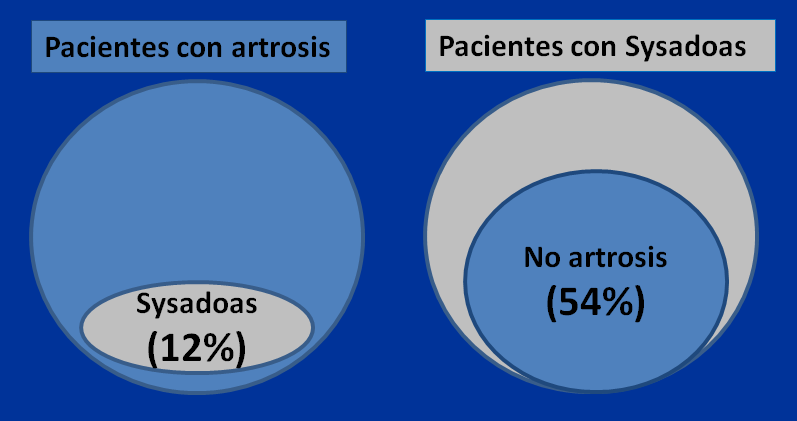 Pacientes con artrosis
Pacientes con Sysadoas
Sysadoas
(12%)
No artrosis
(54%)